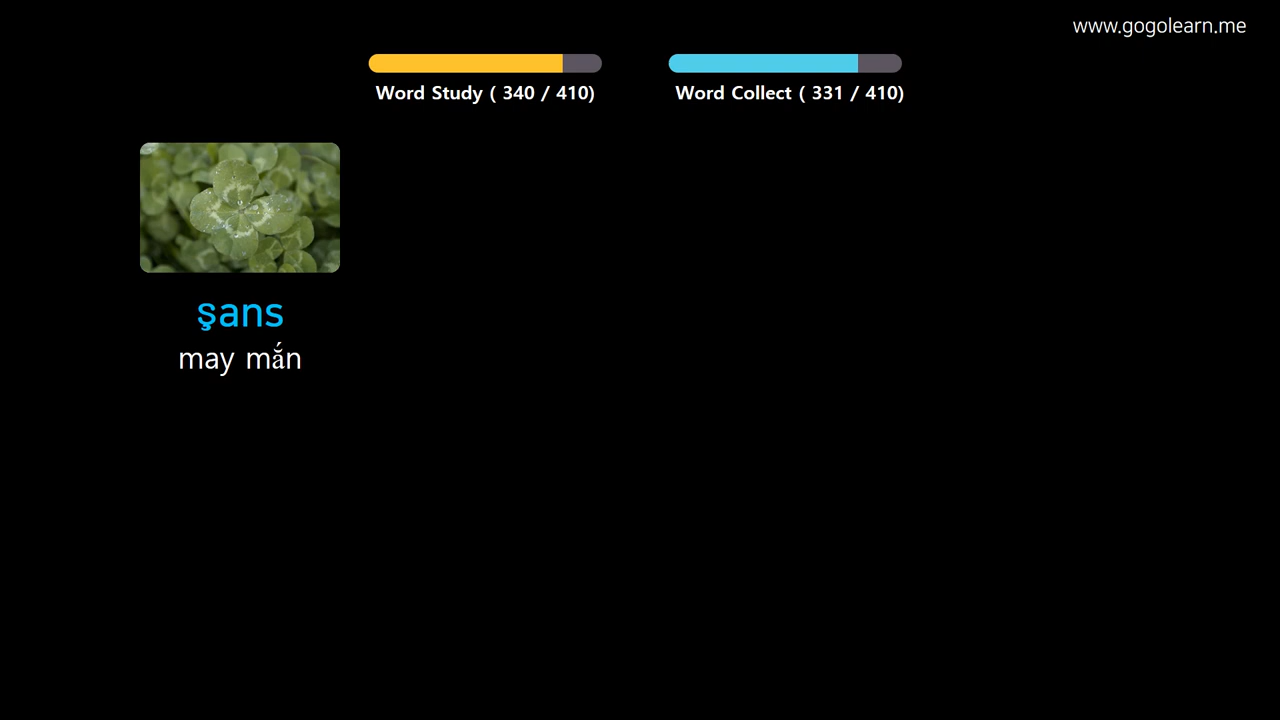 www.gogolearn.me
Word Study ( 340 / 410)
Word Collect ( 331 / 410)
şans
may mắn